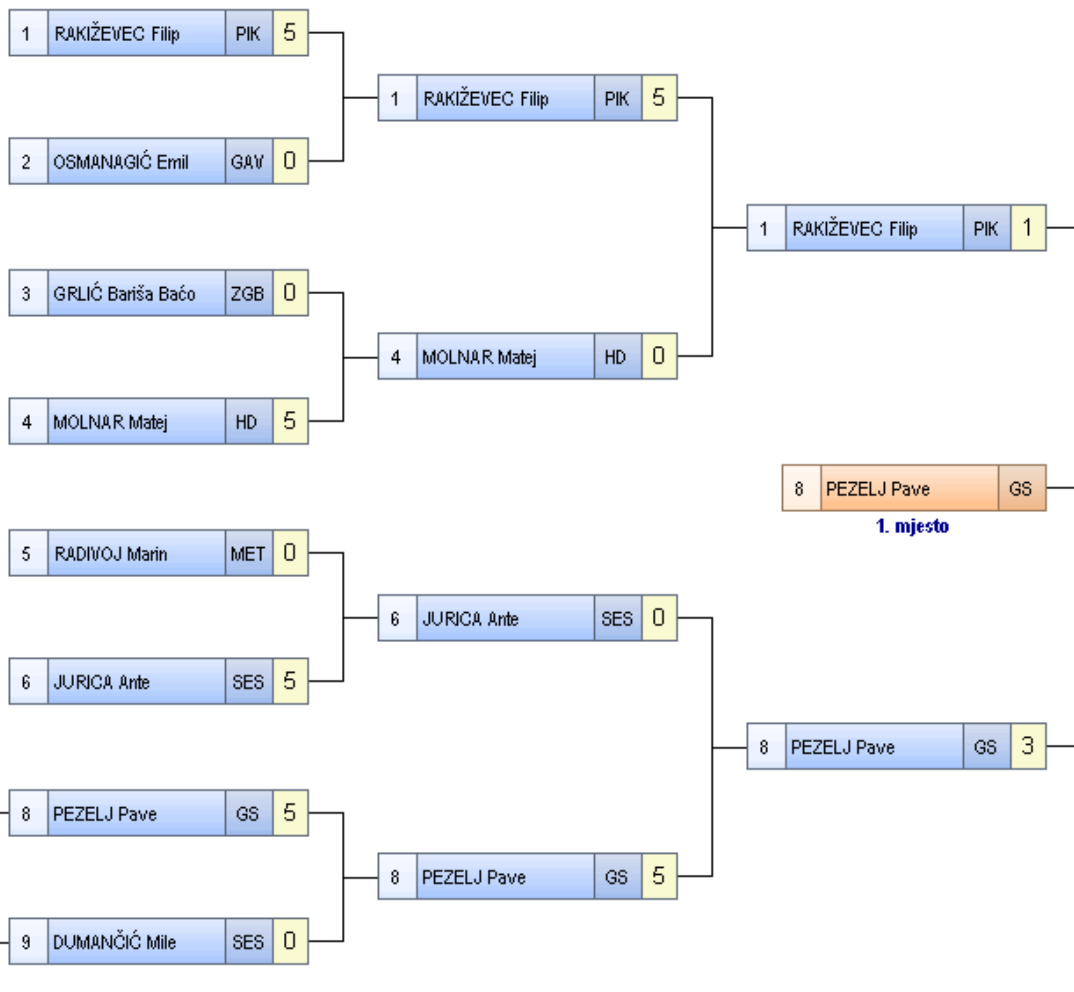 1 RAKIŽEVEC Filip PIK 5
1 RAKIŽEVEC Filip PIK 5
2 OSMANAGIĆ Emil GAV 0
1 RAKIŽEVEC Filip PIK 1
3 GRLIĆ Bariša Baćo ZGB 0
4 MOLNAR Matej HD 0
4 MOLNAR Matej HD 5
8 PEZELJ Pave GS
1. mjesto
5 RADIVOJ Marin MET 0
6 JURICA Ante SES 0
6 JURICA Ante SES 5
8 PEZELJ Pave GS 3
8 PEZELJ Pave GS 5
8 PEZELJ Pave GS 5
9 DUMANČIĆ Mile SES 0